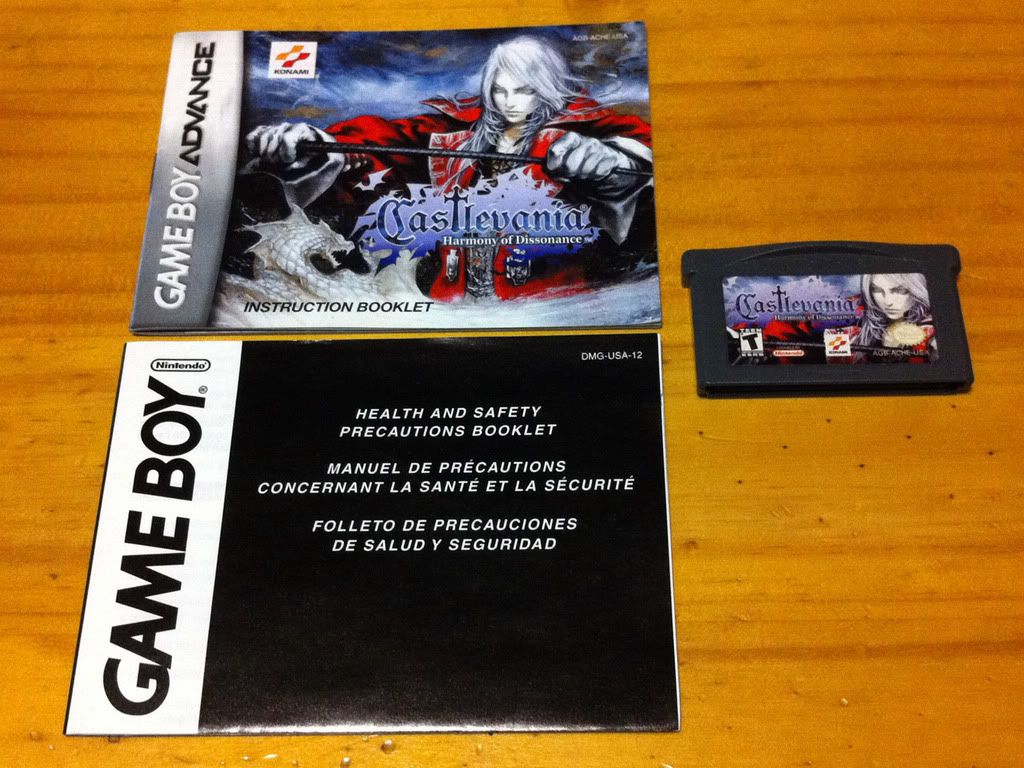 GAME BOY ADVANCE
KONAMI
AGB-ACHE-USA
Castlevania®
Harmony of Dissonance™
INSTRUCTION BOOKLET
Castlevania
Harmony of Dissonance
TEEN
T
Nintendo
KONAMI
AGB-ACHE-USA
Nintendo
GAME BOY®
DMG-USA-12
HEALTH AND SAFETY
PRECAUTIONS BOOKLET
MANUEL DE PRÉCAUTIONS
CONCERNANT LA SANTÉ ET LA SÉCURITÉ
FOLLETO DE PRECAUCIONES
DE SALUD Y SEGURIDAD